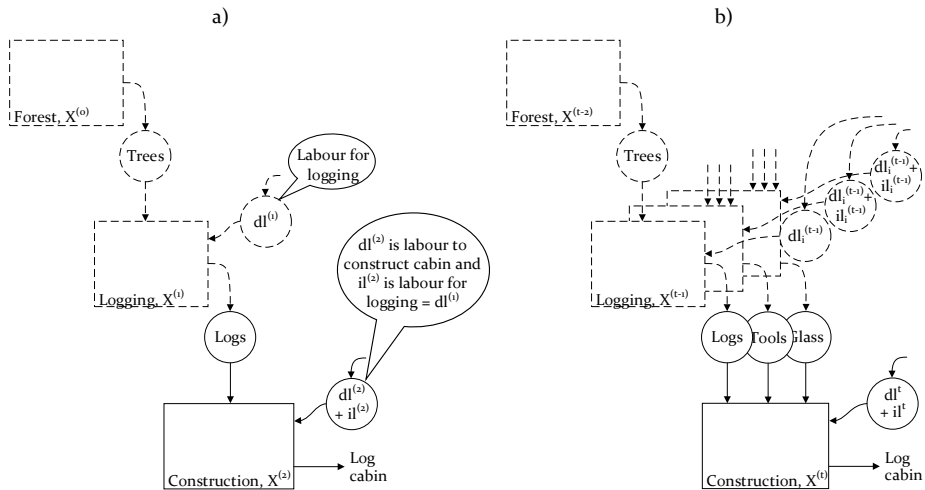 a)
Forest, X⁽⁰⁾
Trees
Labour for
logging
dl⁽¹⁾
Logging, X⁽¹⁾
dl⁽²⁾ is labour to
construct cabin and
il⁽²⁾ is labour for
logging = dl⁽¹⁾
Logs
dl⁽²⁾
+ il⁽²⁾
Construction, X⁽²⁾
Log
cabin
b)
Forest, X⁽ᵗ⁻²⁾
Trees
dlᵢ⁽ᵗ⁻¹⁾+
ilᵢ⁽ᵗ⁻¹⁾
dlᵢ⁽ᵗ⁻¹⁾+
ilᵢ⁽ᵗ⁻¹⁾
dlᵢ⁽ᵗ⁻¹⁾
Logging, X⁽ᵗ⁻¹⁾
Logs Tools Glass
dlᵗ
+ ilᵗ
Construction, X⁽ᵗ⁾
Log
cabin